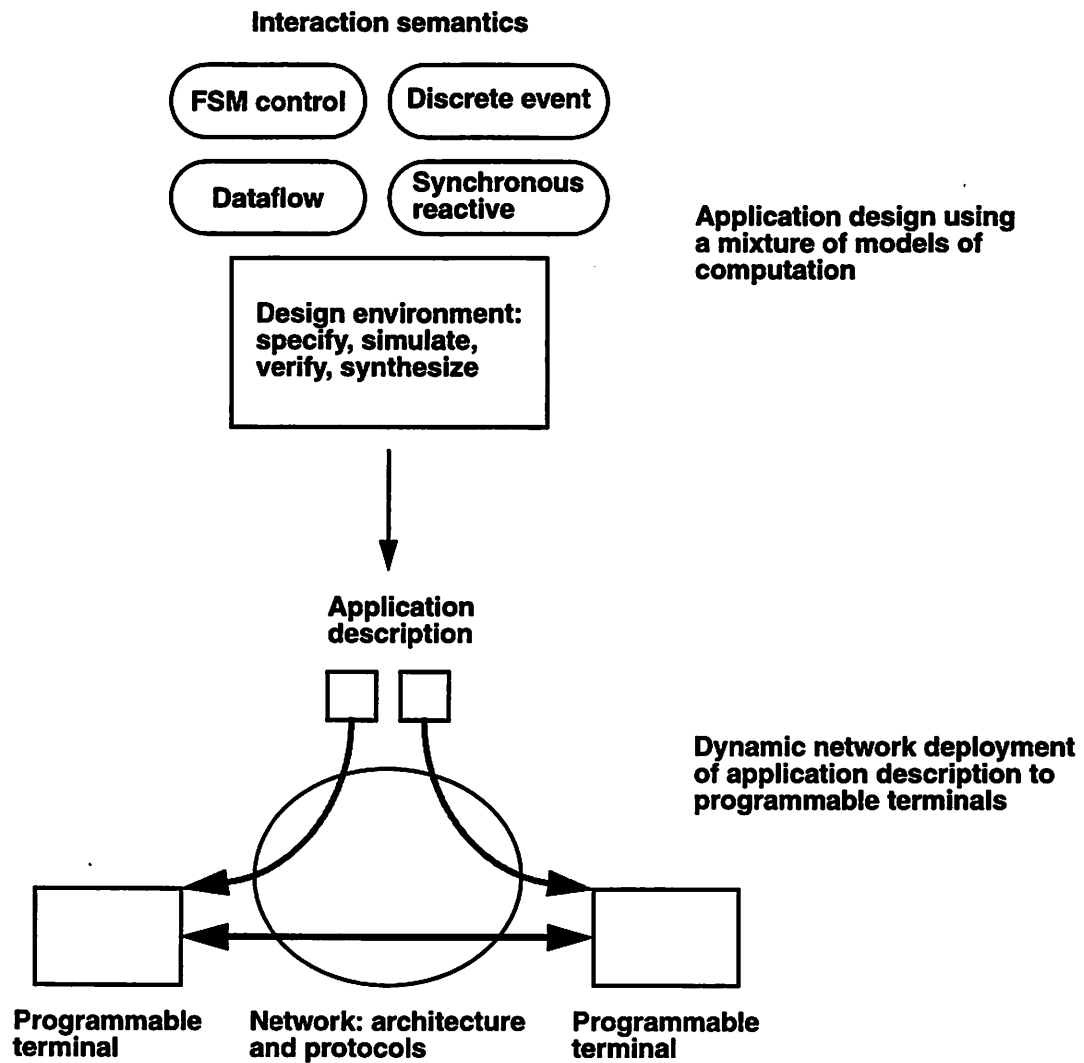 Interaction semantics
FSM control
Discrete event
Dataflow
Synchronous
reactive
Application design using
a mixture of models of
computation
Design environment:
specify, simulate,
verify, synthesize
Application
description
Dynamic network deployment
of application description to
programmable terminals
Programmable
terminal
Network: architecture
and protocols
Programmable
terminal